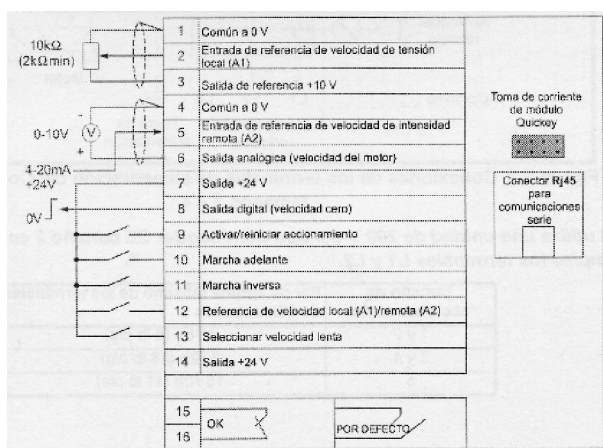 10kΩ
(2kΩ min)
0-10V
V
-
+
4-20mA
+24V
0V
1 Común a 0 V
2 Entrada de referencia de velocidad de tensión
local (A1)
3 Salida de referencia +10 V
4 Común a 0 V
5 Entrada de referencia de velocidad de intensidad
remota (A2)
6 Salida analógica (velocidad del motor)
7 Salida +24 V
8 Salida digital (velocidad cero)
9 Activar/reiniciar accionamiento
10 Marcha adelante
11 Marcha inversa
12 Referencia de velocidad local (A1)/remota (A2)
13 Seleccionar velocidad lenta
14 Salida +24 V
15
16
OK
POR DEFECTO
Toma de corriente
de módulo
Quickey
Conector Rj45
para
comunicaciones
serie